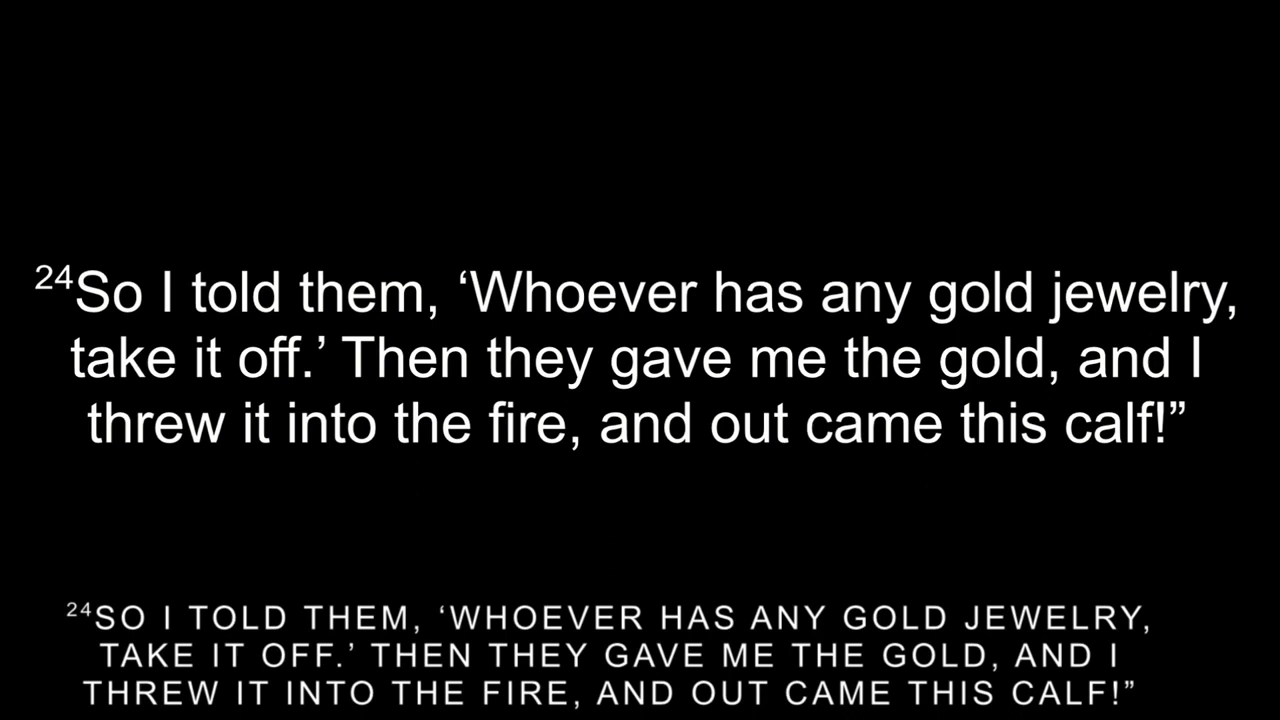 24So I told them, ‘Whoever has any gold jewelry,
take it off.’ Then they gave me the gold, and I
threw it into the fire, and out came this calf!”
24SO I TOLD THEM, ‘WHOEVER HAS ANY GOLD JEWELRY,
TAKE IT OFF.’ THEN THEY GAVE ME THE GOLD, AND I
THREW IT INTO THE FIRE, AND OUT CAME THIS CALF!”